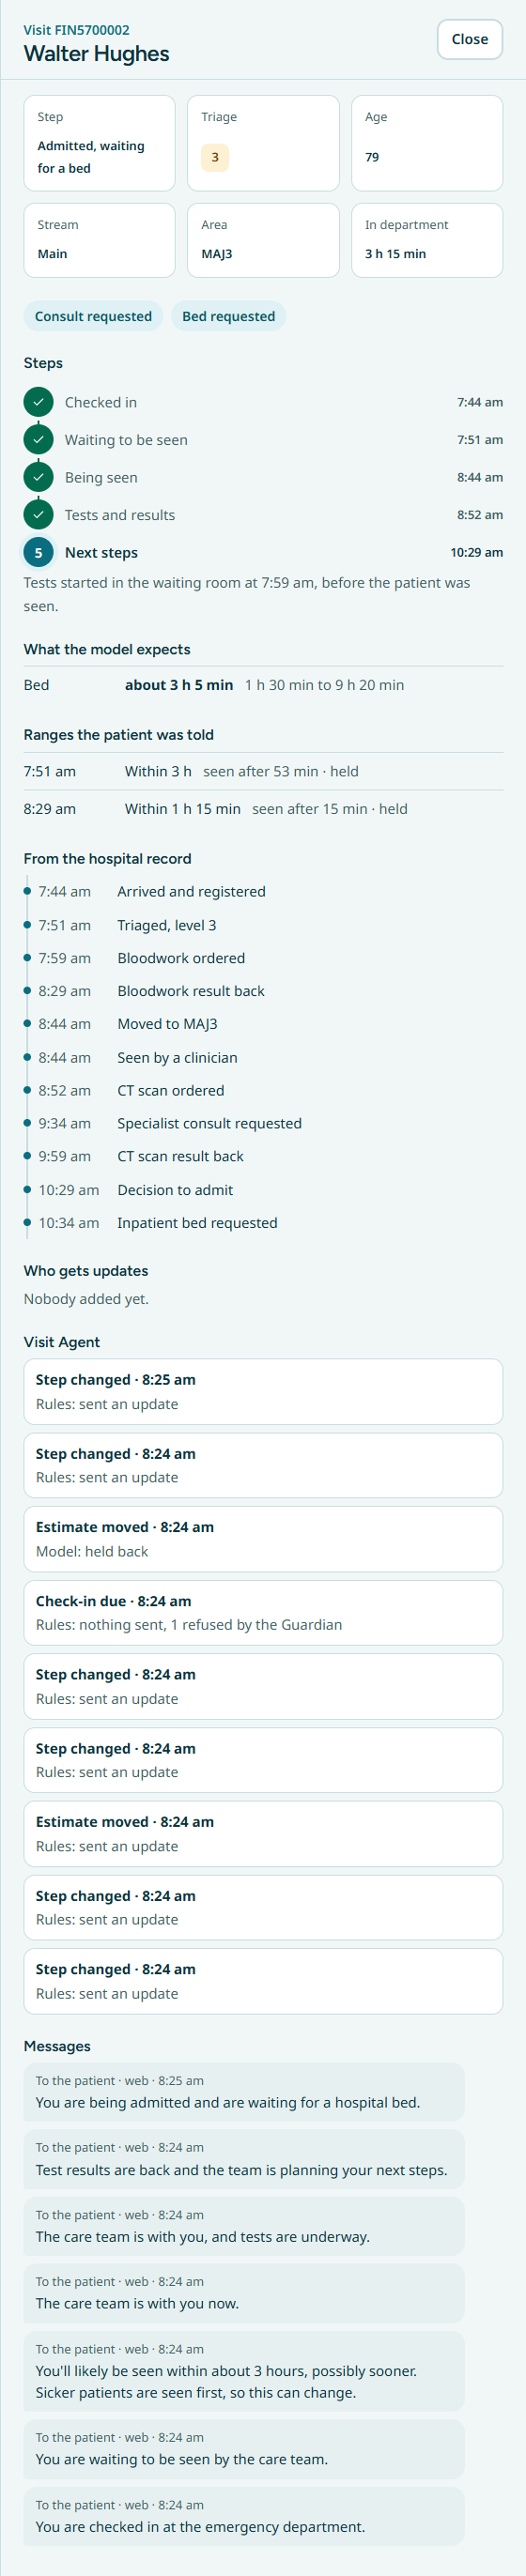 Visit FIN5700002
Walter Hughes
Close
Step
Admitted, waiting
for a bed
Triage
3
Age
79
Stream
Main
Area
MAJ3
In department
3 h 15 min
Consult requested
Bed requested
Steps
Checked in 7:44 am
Waiting to be seen 7:51 am
Being seen 8:44 am
Tests and results 8:52 am
5 Next steps 10:29 am
Tests started in the waiting room at 7:59 am, before the patient was
seen.
What the model expects
Bed about 3 h 5 min 1 h 30 min to 9 h 20 min
Ranges the patient was told
7:51 am Within 3 h seen after 53 min · held
8:29 am Within 1 h 15 min seen after 15 min · held
From the hospital record
7:44 am Arrived and registered
7:51 am Triaged, level 3
7:59 am Bloodwork ordered
8:29 am Bloodwork result back
8:44 am Moved to MAJ3
8:44 am Seen by a clinician
8:52 am CT scan ordered
9:34 am Specialist consult requested
9:59 am CT scan result back
10:29 am Decision to admit
10:34 am Inpatient bed requested
Who gets updates
Nobody added yet.
Visit Agent
Step changed · 8:25 am
Rules: sent an update
Step changed · 8:24 am
Rules: sent an update
Estimate moved · 8:24 am
Model: held back
Check-in due · 8:24 am
Rules: nothing sent, 1 refused by the Guardian
Step changed · 8:24 am
Rules: sent an update
Step changed · 8:24 am
Rules: sent an update
Estimate moved · 8:24 am
Rules: sent an update
Step changed · 8:24 am
Rules: sent an update
Step changed · 8:24 am
Rules: sent an update
Messages
To the patient · web · 8:25 am
You are being admitted and are waiting for a hospital bed.
To the patient · web · 8:24 am
Test results are back and the team is planning your next steps.
To the patient · web · 8:24 am
The care team is with you, and tests are underway.
To the patient · web · 8:24 am
The care team is with you now.
To the patient · web · 8:24 am
You'll likely be seen within about 3 hours, possibly sooner.
Sicker patients are seen first, so this can change.
To the patient · web · 8:24 am
You are waiting to be seen by the care team.
To the patient · web · 8:24 am
You are checked in at the emergency department.